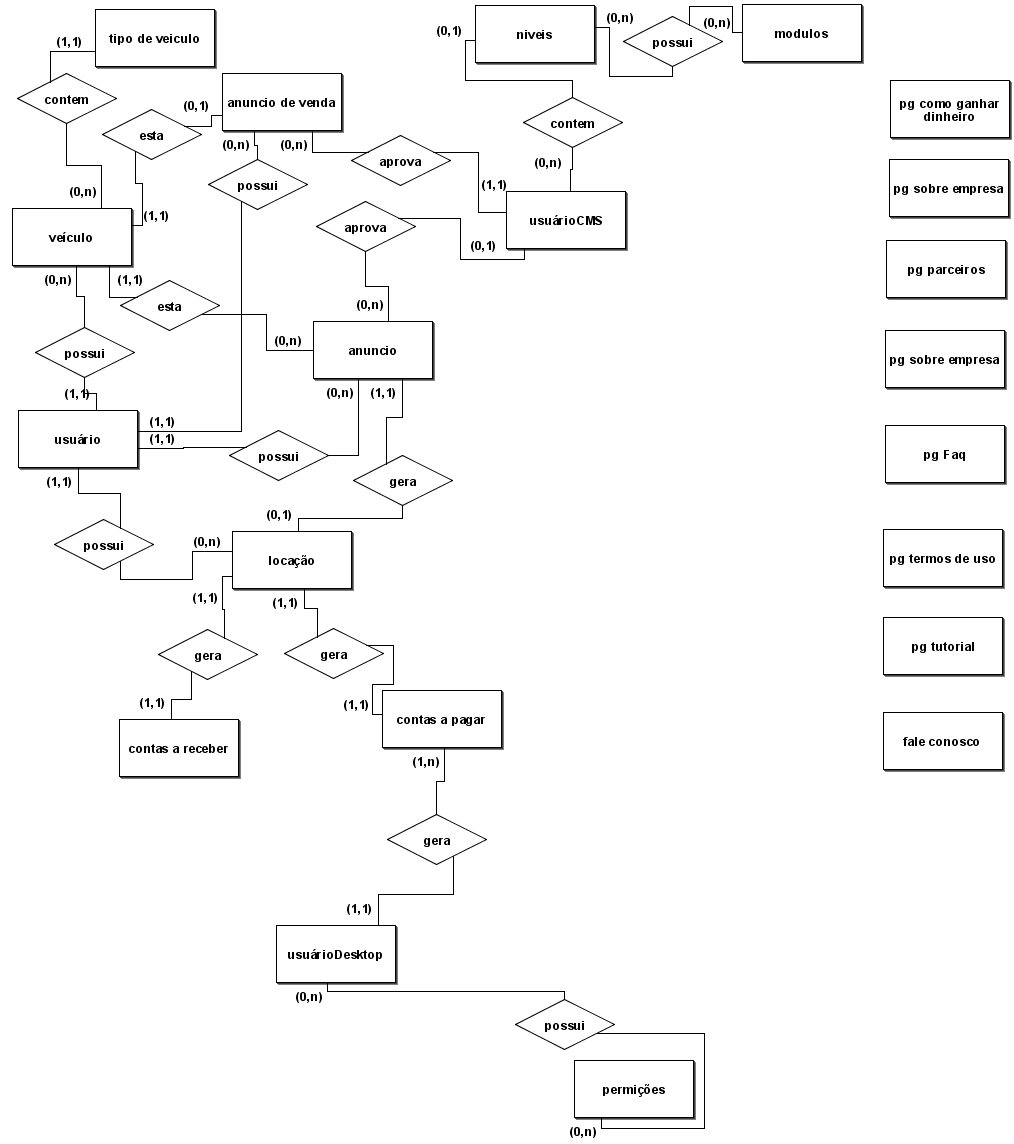 tipo de veiculo
(1,1)
contem
(0,n)
veículo
esta
(0,1)
(1,1)
anuncio de venda
(0,n)
possui
(0,n)
aprova
(1,1)
niveis
(0,1)
(0,n)
possui
(0,n)
modulos
contem
(0,n)
usuárioCMS
aprova
(0,1)
(0,n)
(0,n)
possui
(1,1)
(1,1)
esta
(0,n)
anuncio
(0,n)
(1,1)
usuário
(1,1)
(1,1)
possui
gera
(0,1)
(1,1)
possui
(0,n)
locação
(1,1)
(1,1)
gera
gera
(1,1)
contas a receber
(1,1)
contas a pagar
(1,n)
gera
(1,1)
usuárioDesktop
(0,n)
possui
permições
(0,n)
pg como ganhar
dinheiro
pg sobre empresa
pg parceiros
pg sobre empresa
pg Faq
pg termos de uso
pg tutorial
fale conosco